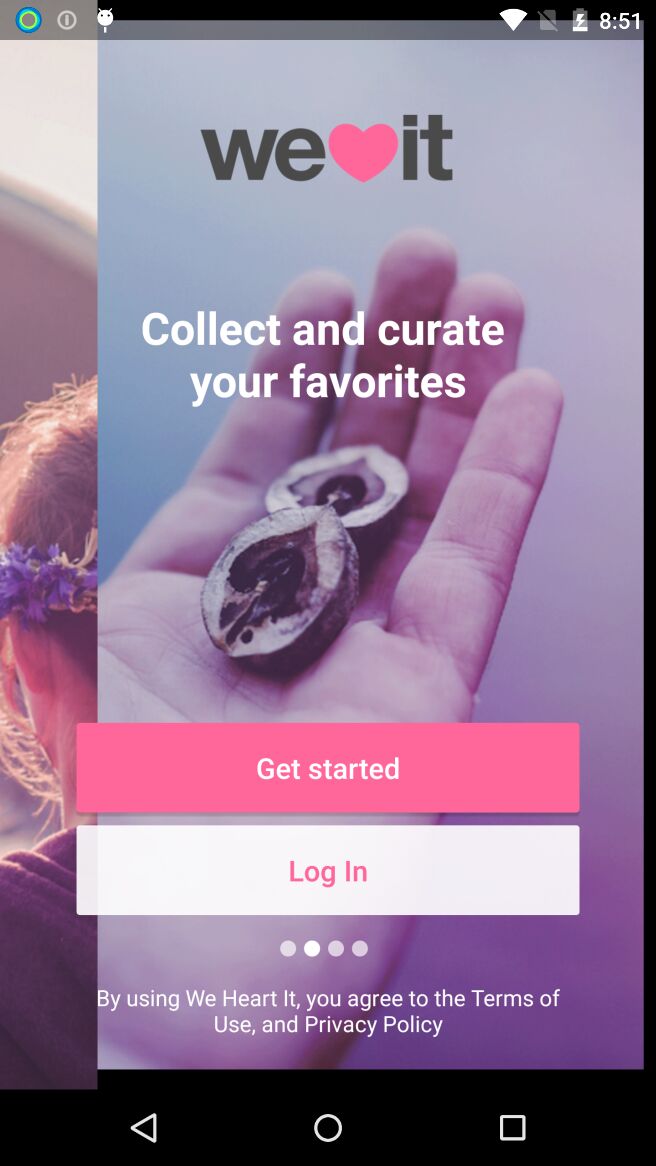 8:51
we it
Collect and curate
your favorites
Get started
Log In
By using We Heart It, you agree to the Terms of
Use, and Privacy Policy